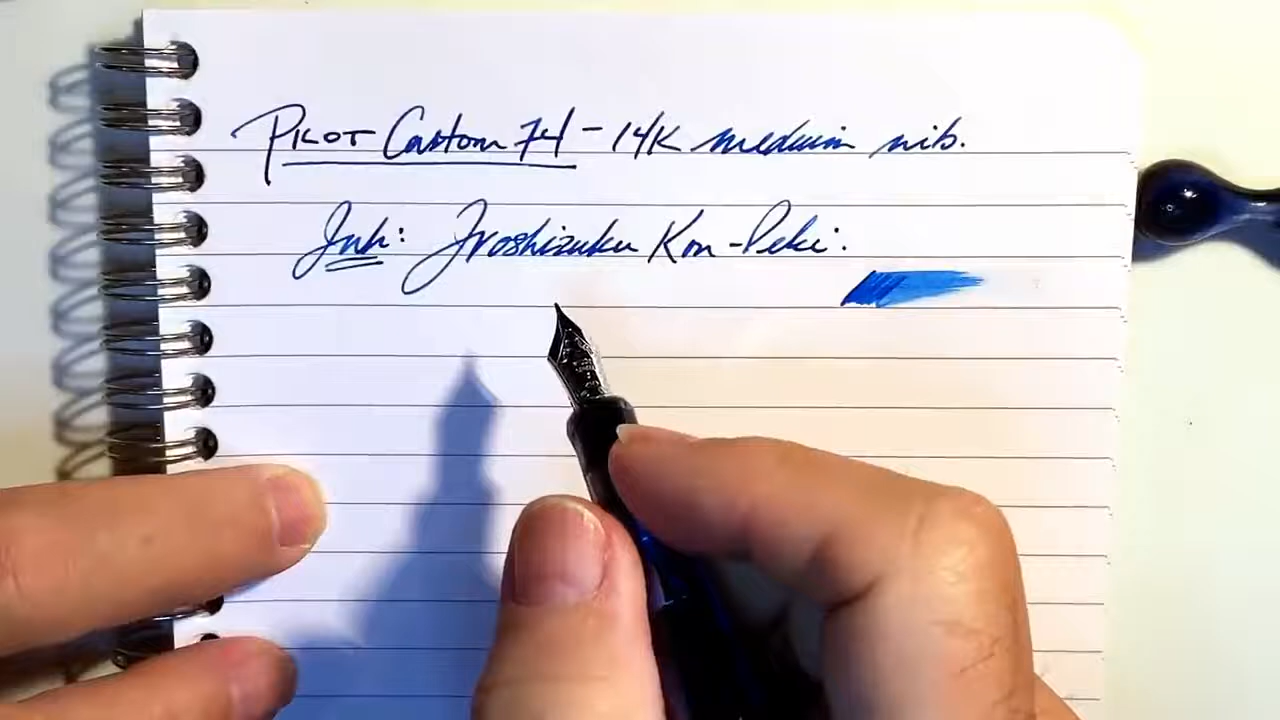 PILOT Custom 74 - 14K medium nib.
Ink: Iroshizuku Kon-Peki.